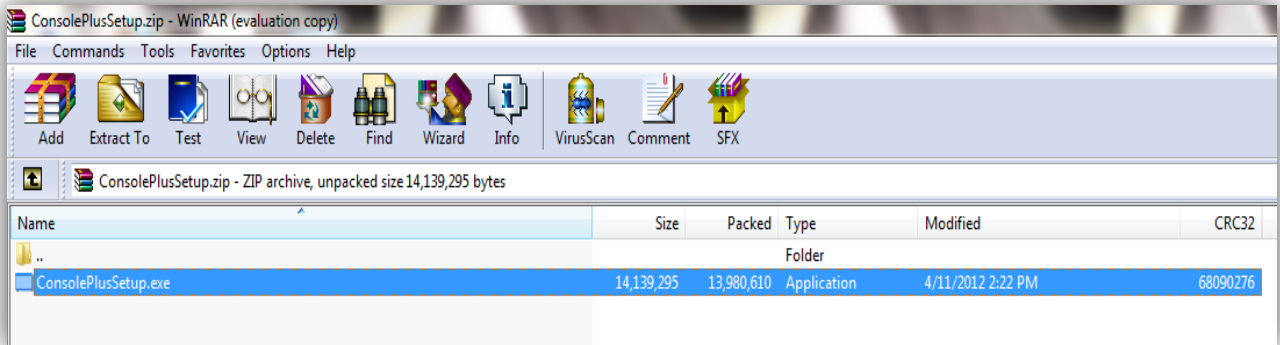 ConsolePlusSetup.zip - WinRAR (evaluation copy)
File Commands Tools Favorites Options Help
Add Extract To Test View Delete Find Wizard Info VirusScan Comment SFX
ConsolePlusSetup.zip - ZIP archive, unpacked size 14,139,295 bytes
Name Size Packed Type Modified CRC32
.. Folder
ConsolePlusSetup.exe 14,139,295 13,980,610 Application 4/11/2012 2:22 PM 68090276